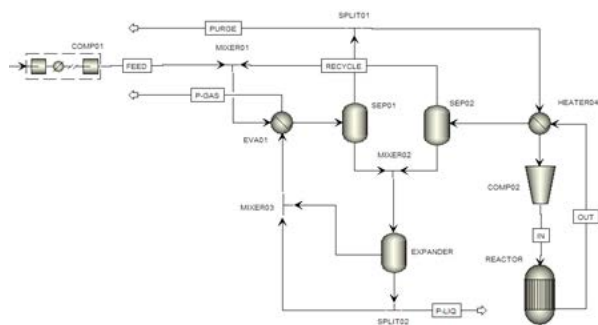 SPLIT01
PURGE
COMP01
MIXER01
FEED
RECYCLE
P-GAS
SEP01
SEP02
HEATER04
EVA01
MIXER02
COMP02
MIXER03
OUT
IN
EXPANDER
REACTOR
P-LIQ
SPLIT02